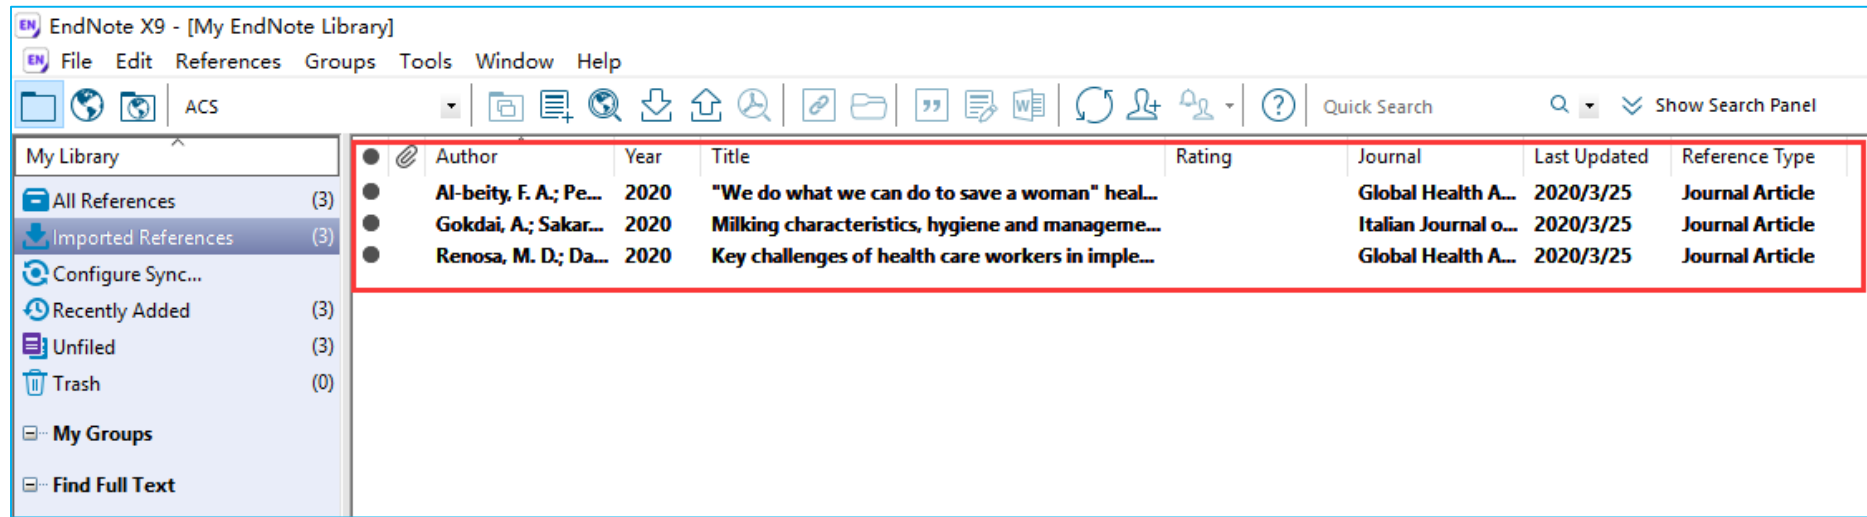 EndNote X9 - [My EndNote Library]
File Edit References Groups Tools Window Help
ACS Quick Search Show Search Panel
My Library
All References (3)
Imported References (3)
Configure Sync...
Recently Added (3)
Unfiled (3)
Trash (0)
My Groups
Find Full Text
Author Year Title Rating Journal Last Updated Reference Type
Al-beity, F. A.; Pe... 2020 "We do what we can do to save a woman" heal... Global Health A... 2020/3/25 Journal Article
Gokdai, A.; Sakar... 2020 Milking characteristics, hygiene and manageme... Italian Journal o... 2020/3/25 Journal Article
Renosa, M. D.; Da... 2020 Key challenges of health care workers in imple... Global Health A... 2020/3/25 Journal Article